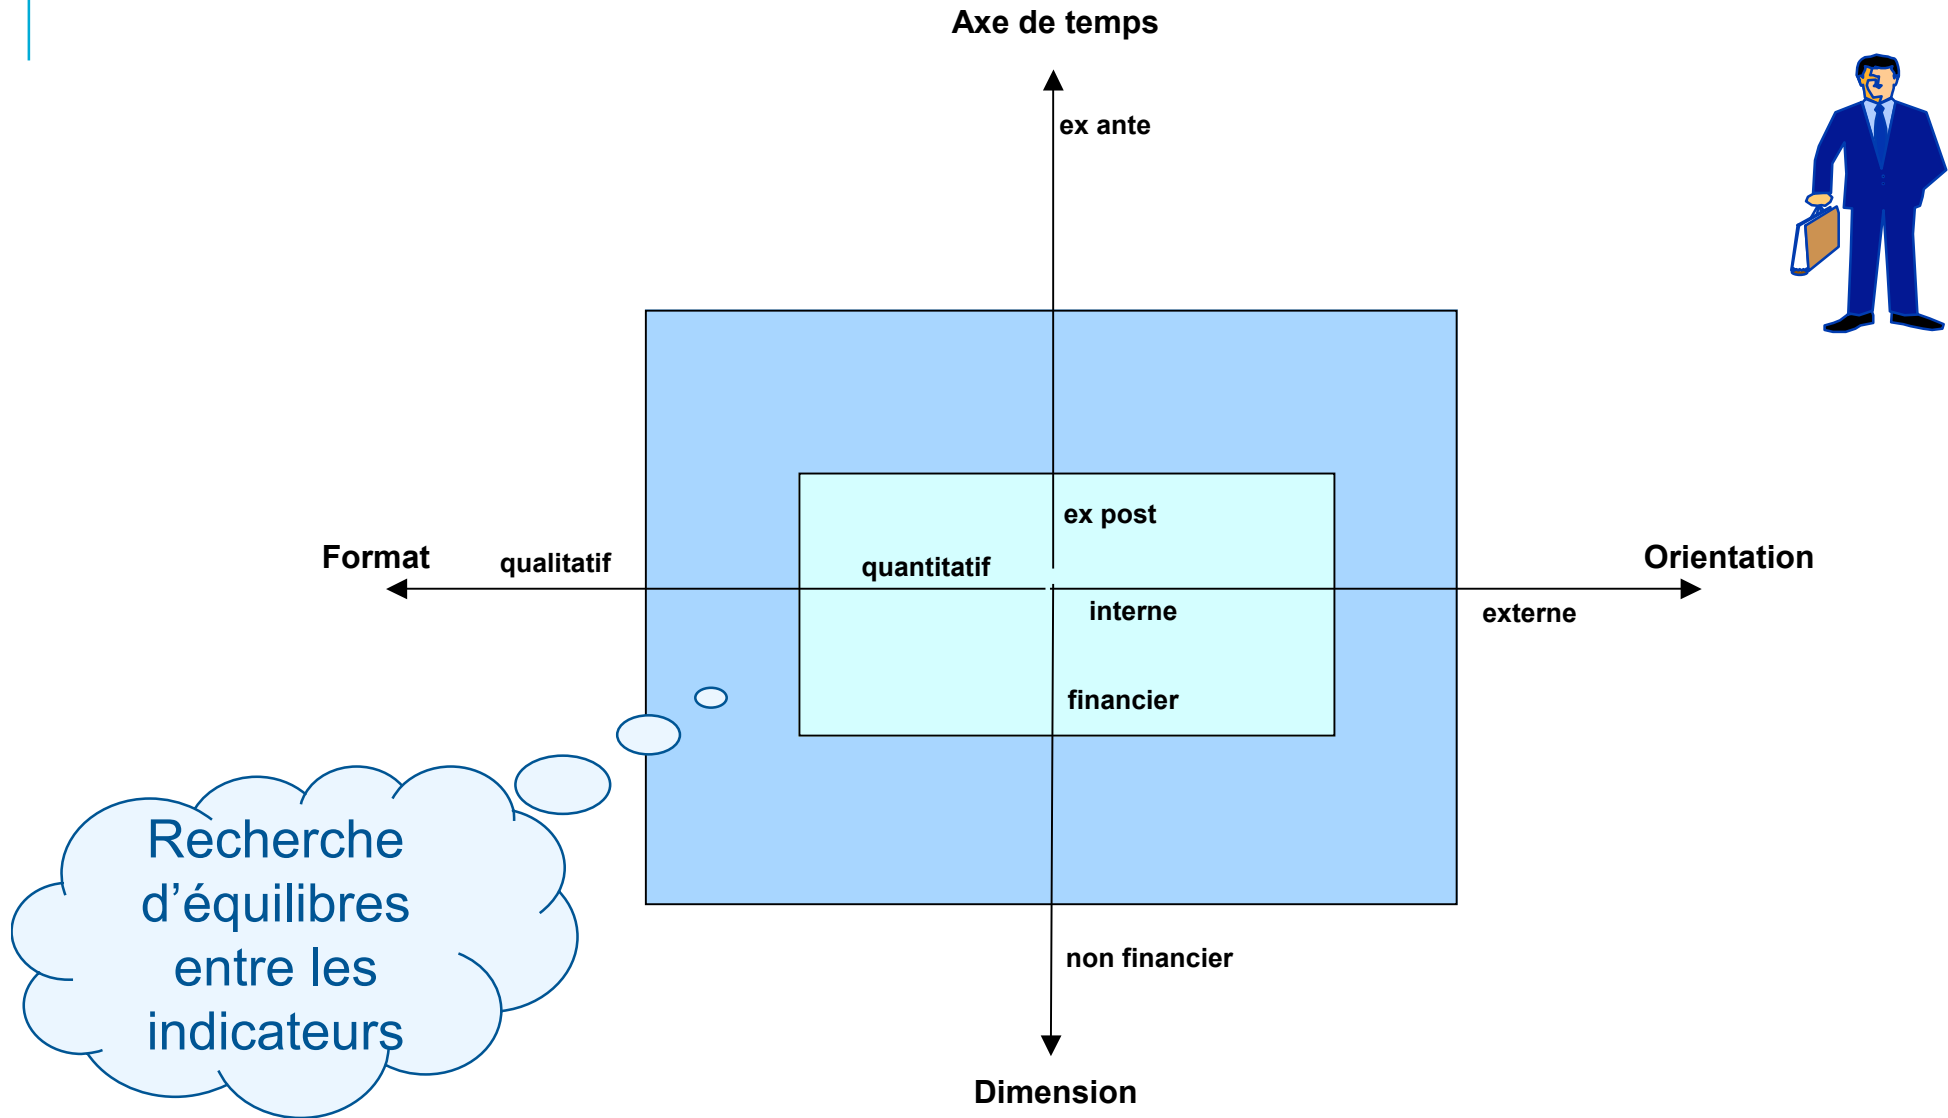 Axe de temps
ex ante
ex post
Format
qualitatif
quantitatif
Orientation
interne
externe
financier
Recherche
d’équilibres
entre les
indicateurs
non financier
Dimension